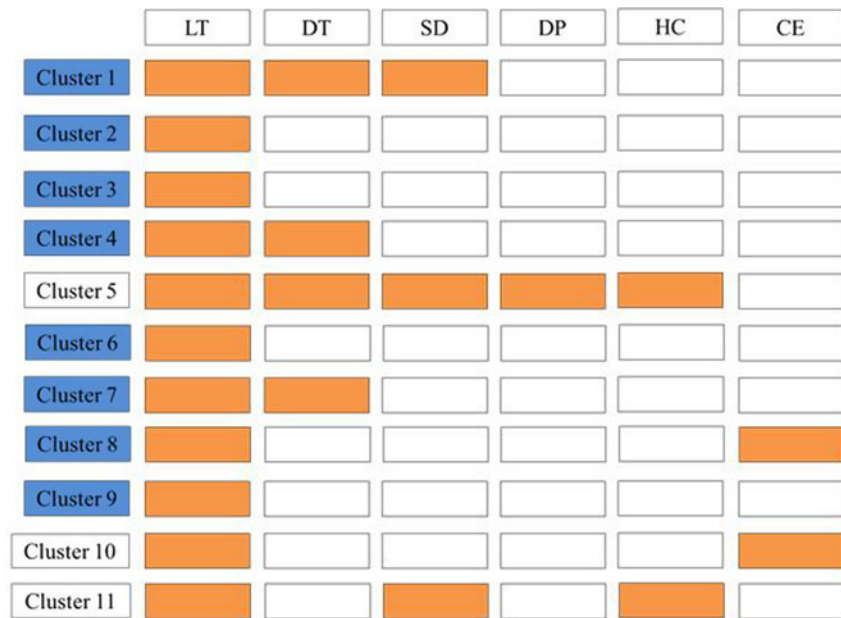 LT DT SD DP HC CE
Cluster 1
Cluster 2
Cluster 3
Cluster 4
Cluster 5
Cluster 6
Cluster 7
Cluster 8
Cluster 9
Cluster 10
Cluster 11